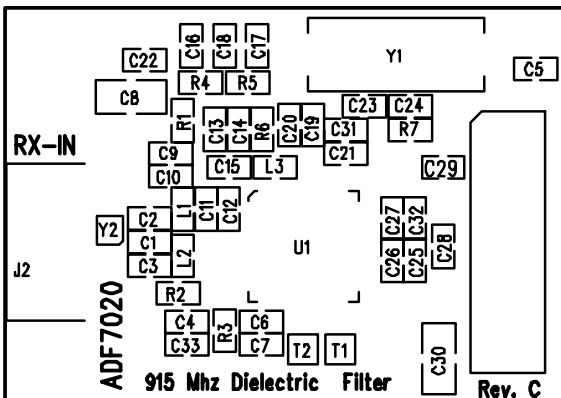 C16 C18 C17
Y1
C22
C5
R4 R5
C8
C23 C24
R1
C13 C14 R6 C20 C19
C31 R7
RX-IN
C9
C21
C10
C15 L3
C29
L1 C11 C12
C2
C27 C32
Y2
C1
U1
C28
L2
C3
C26 C25
J2
R2
C4 R3 C6
C33 C7
T2 T1
C30
ADF7020
915 Mhz Dielectric Filter
Rev. C